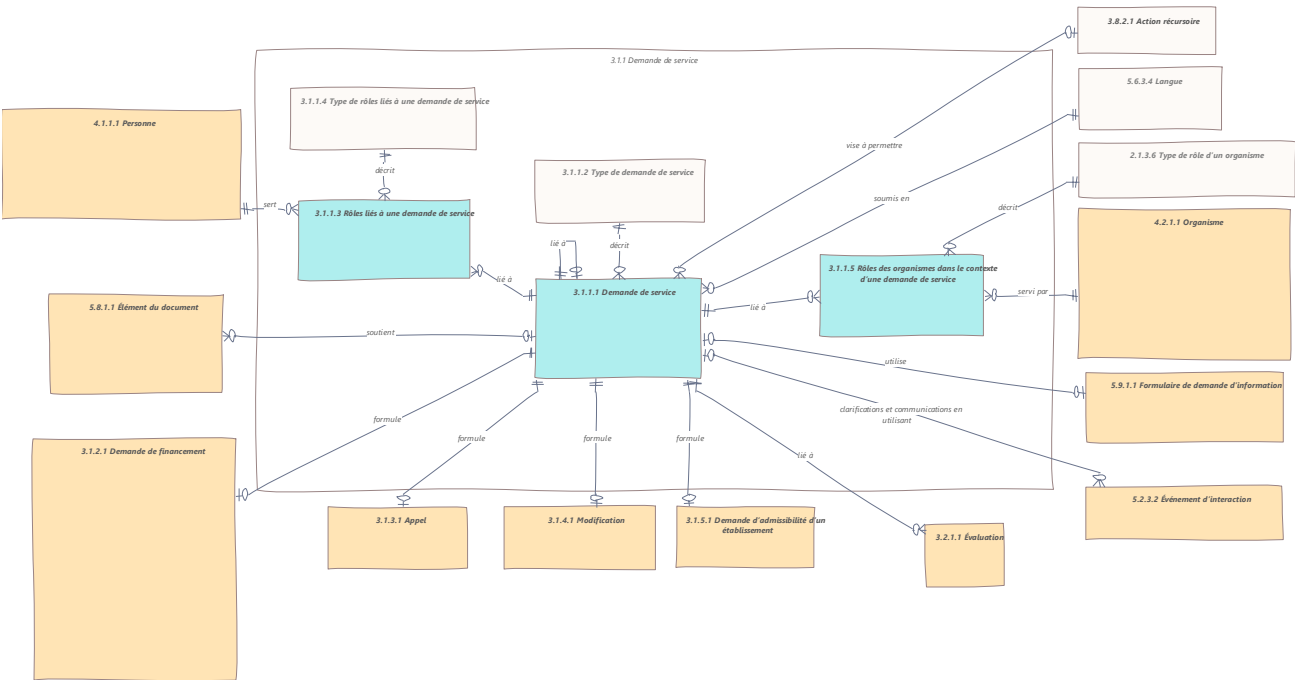 3.8.2.1 Action récursoire
3.1.1 Demande de service
5.6.3.4 Langue
3.1.1.4 Type de rôles liés à une demande de service
4.1.1.1 Personne
vise à permettre
2.1.3.6 Type de rôle d'un organisme
décrit
3.1.1.2 Type de demande de service
soumis en
sert
3.1.1.3 Rôles liés à une demande de service
décrit
4.2.1.1 Organisme
lié à
décrit
3.1.1.5 Rôles des organismes dans le contexte
d'une demande de service
lié à
3.1.1.1 Demande de service
servi par
5.8.1.1 Élément du document
lié à
soutient
utilise
5.9.1.1 Formulaire de demande d'information
clarifications et communications en
utilisant
formule
formule
formule
formule
3.1.2.1 Demande de financement
lié à
5.2.3.2 Événement d'interaction
3.1.3.1 Appel
3.1.4.1 Modification
3.1.5.1 Demande d'admissibilité d'un
établissement
3.2.1.1 Évaluation